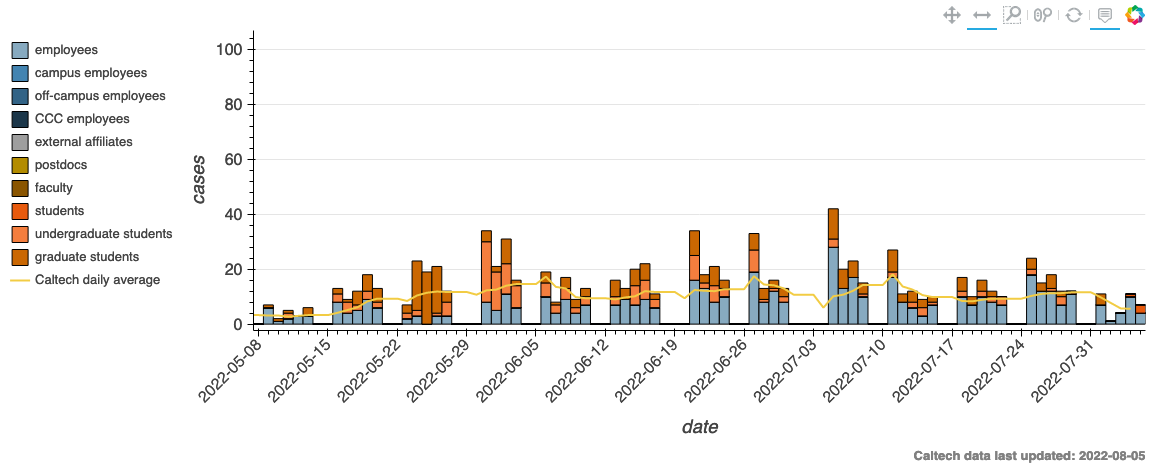 employees
campus employees
off-campus employees
CCC employees
external affiliates
postdocs
faculty
students
undergraduate students
graduate students
Caltech daily average
cases
100
80
60
40
20
0
2022-05-08
2022-05-15
2022-05-22
2022-05-29
2022-06-05
2022-06-12
2022-06-19
2022-06-26
2022-07-03
2022-07-10
2022-07-17
2022-07-24
2022-07-31
date
Caltech data last updated: 2022-08-05